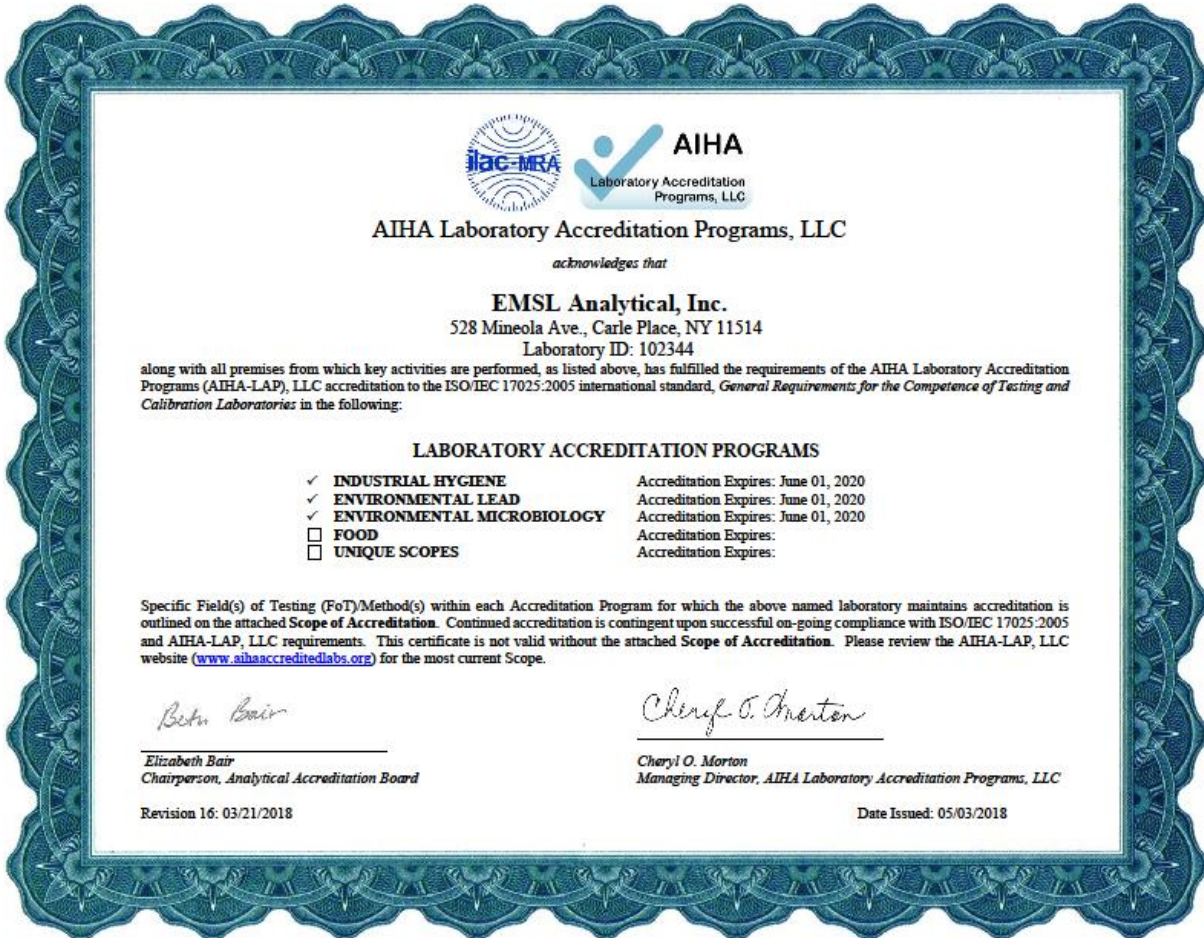 ilac-MRA
AIHA
Laboratory Accreditation
Programs, LLC
AIHA Laboratory Accreditation Programs, LLC
acknowledges that
EMSL Analytical, Inc.
528 Mineola Ave., Carle Place, NY 11514
Laboratory ID: 102344
along with all premises from which key activities are performed, as listed above, has fulfilled the requirements of the AIHA Laboratory Accreditation
Programs (AIHA-LAP), LLC accreditation to the ISO/IEC 17025:2005 international standard, General Requirements for the Competence of Testing and
Calibration Laboratories in the following:
LABORATORY ACCREDITATION PROGRAMS
✓ INDUSTRIAL HYGIENE Accreditation Expires: June 01, 2020
✓ ENVIRONMENTAL LEAD Accreditation Expires: June 01, 2020
✓ ENVIRONMENTAL MICROBIOLOGY Accreditation Expires: June 01, 2020
☐ FOOD Accreditation Expires:
☐ UNIQUE SCOPES Accreditation Expires:
Specific Field(s) of Testing (FoT)/Method(s) within each Accreditation Program for which the above named laboratory maintains accreditation is
outlined on the attached Scope of Accreditation. Continued accreditation is contingent upon successful on-going compliance with ISO/IEC 17025:2005
and AIHA-LAP, LLC requirements. This certificate is not valid without the attached Scope of Accreditation. Please review the AIHA-LAP, LLC
website (www.aihaaccreditedlabs.org) for the most current Scope.
Beth Bair Cheryl O. Morton
Elizabeth Bair Cheryl O. Morton
Chairperson, Analytical Accreditation Board Managing Director, AIHA Laboratory Accreditation Programs, LLC
Revision 16: 03/21/2018 Date Issued: 05/03/2018